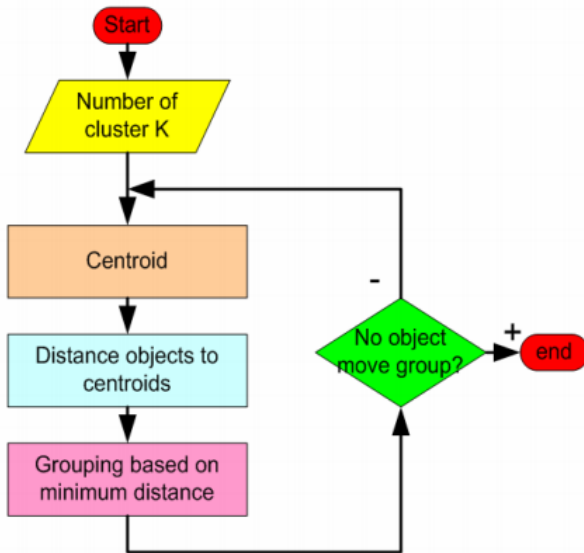 Start
Number of
cluster K
Centroid
Distance objects to
centroids
Grouping based on
minimum distance
-
No object
move group?
+
end